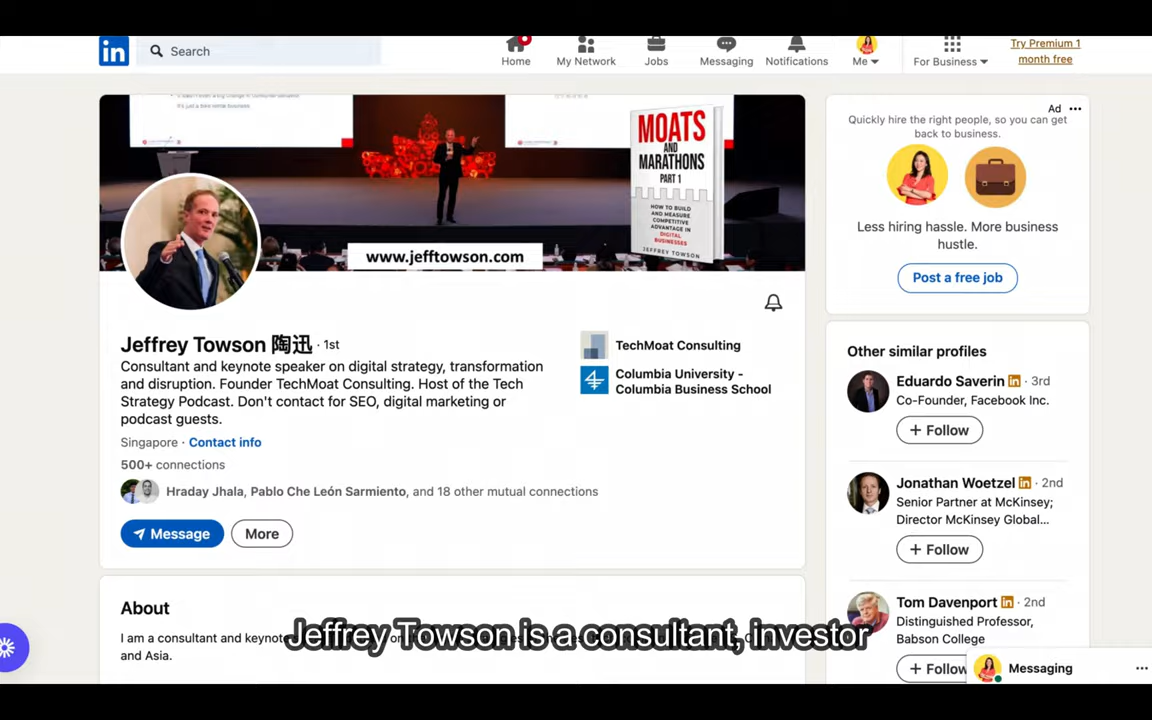 in
Search
Home
My Network
Jobs
Messaging
Notifications
Me
For Business
Try Premium 1
month free
MOATS
AND
MARATHONS
PART 1
HOW TO BUILD
AND MEASURE
COMPETITIVE
ADVANTAGE IN
DIGITAL
BUSINESSES
JEFFREY TOWSON
www.jefftowson.com
Jeffrey Towson 陶迅 · 1st
Consultant and keynote speaker on digital strategy, transformation
and disruption. Founder TechMoat Consulting. Host of the Tech
Strategy Podcast. Don't contact for SEO, digital marketing or
podcast guests.
Singapore · Contact info
500+ connections
Hraday Jhala, Pablo Che León Sarmiento, and 18 other mutual connections
Message
More
TechMoat Consulting
Columbia University -
Columbia Business School
About
I am a consultant and keynote
and Asia.
Jeffrey Towson is a consultant, investor
Ad
Quickly hire the right people, so you can get
back to business.
Less hiring hassle. More business
hustle.
Post a free job
Other similar profiles
Eduardo Saverin in · 3rd
Co-Founder, Facebook Inc.
+ Follow
Jonathan Woetzel in · 2nd
Senior Partner at McKinsey;
Director McKinsey Global...
+ Follow
Tom Davenport in · 2nd
Distinguished Professor,
Babson College
+ Follow
Messaging